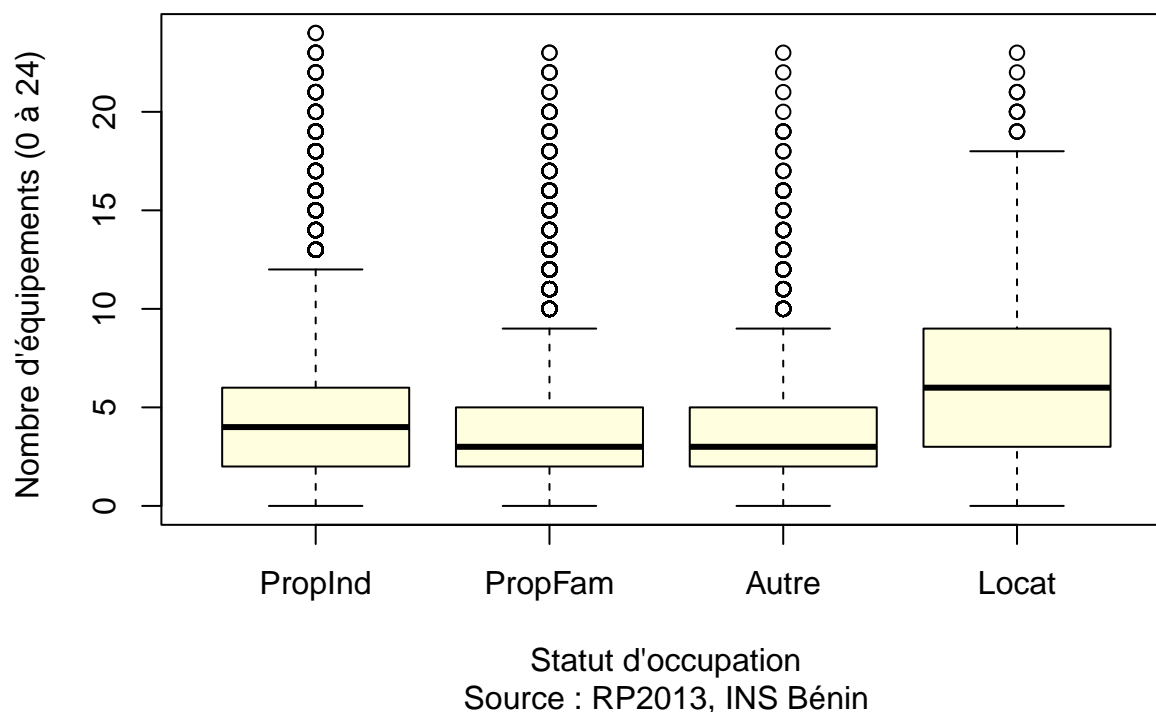 Nombre d'équipements (0 à 24)
20
15
10
5
0
PropInd PropFam Autre Locat
Statut d'occupation
Source : RP2013, INS Bénin